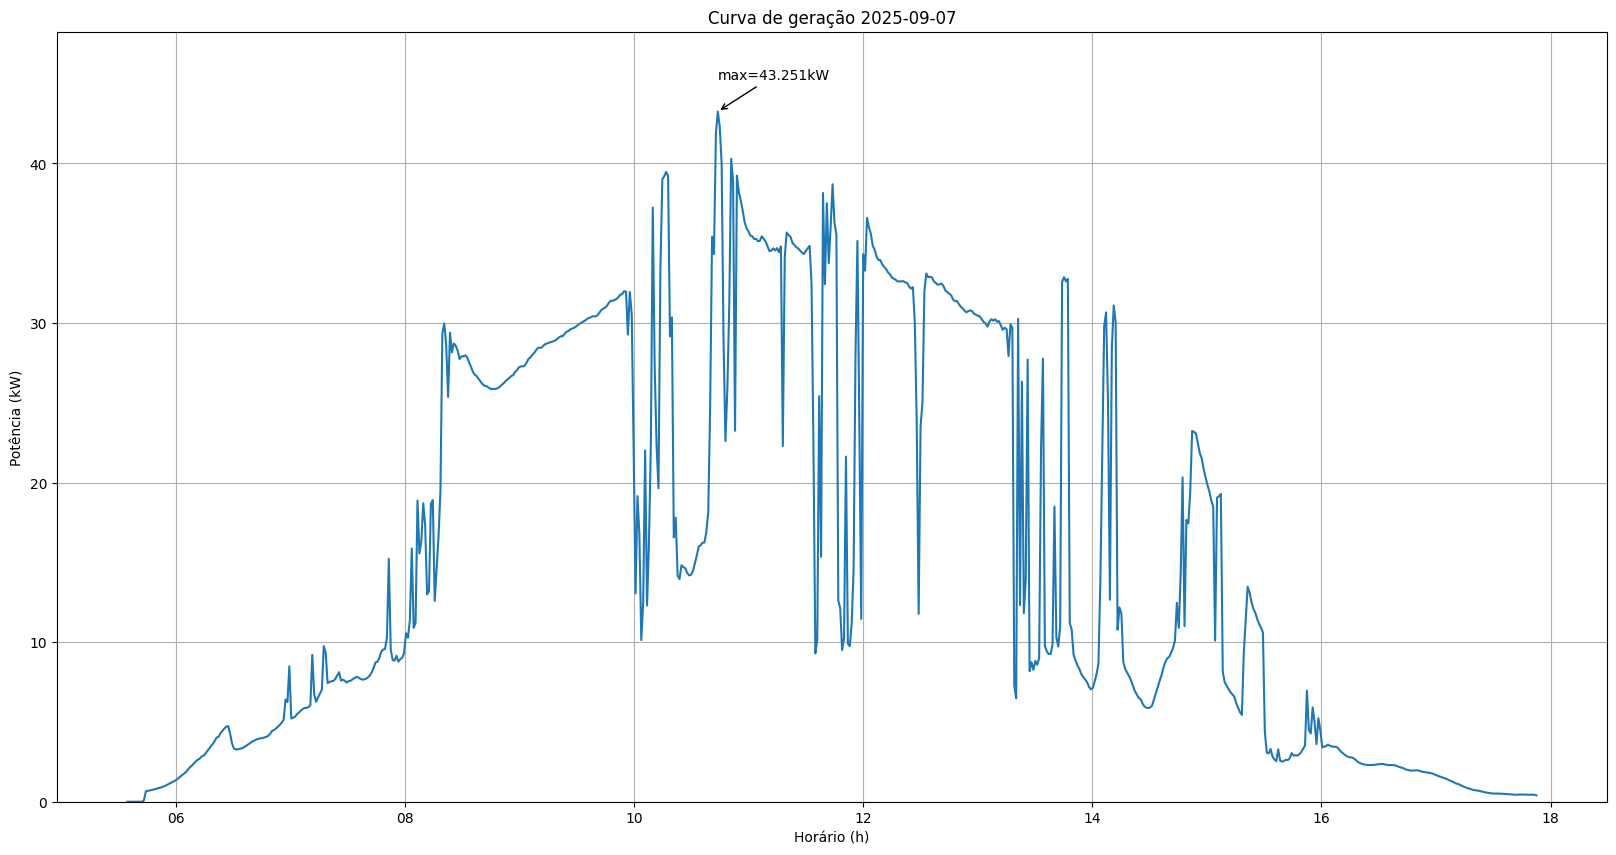 Curva de geração 2025-09-07
max=43.251kW
40
30
20
10
0
Potência (kW)
06 08 10 12 14 16 18
Horário (h)